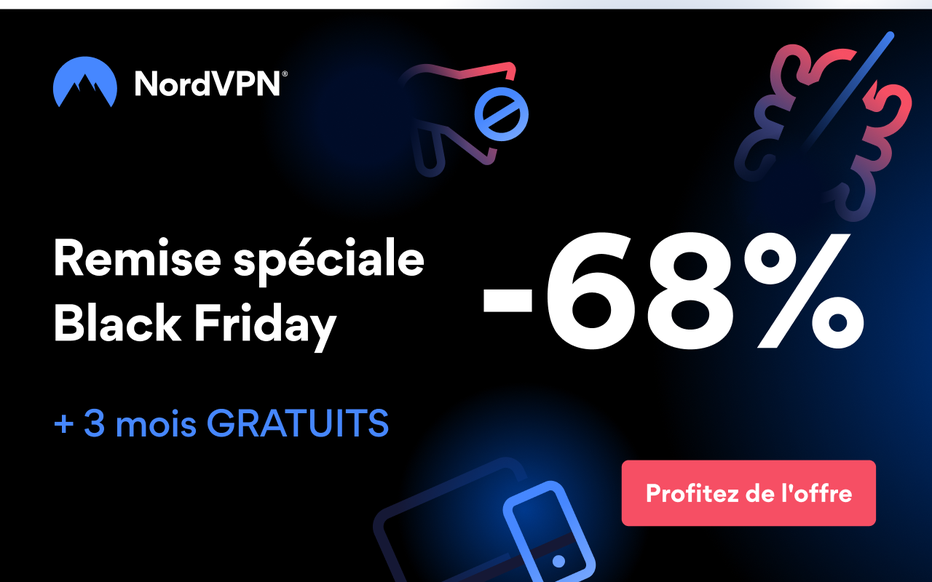 NordVPN®
Remise spéciale
Black Friday
-68%
+ 3 mois GRATUITS
Profitez de l'offre